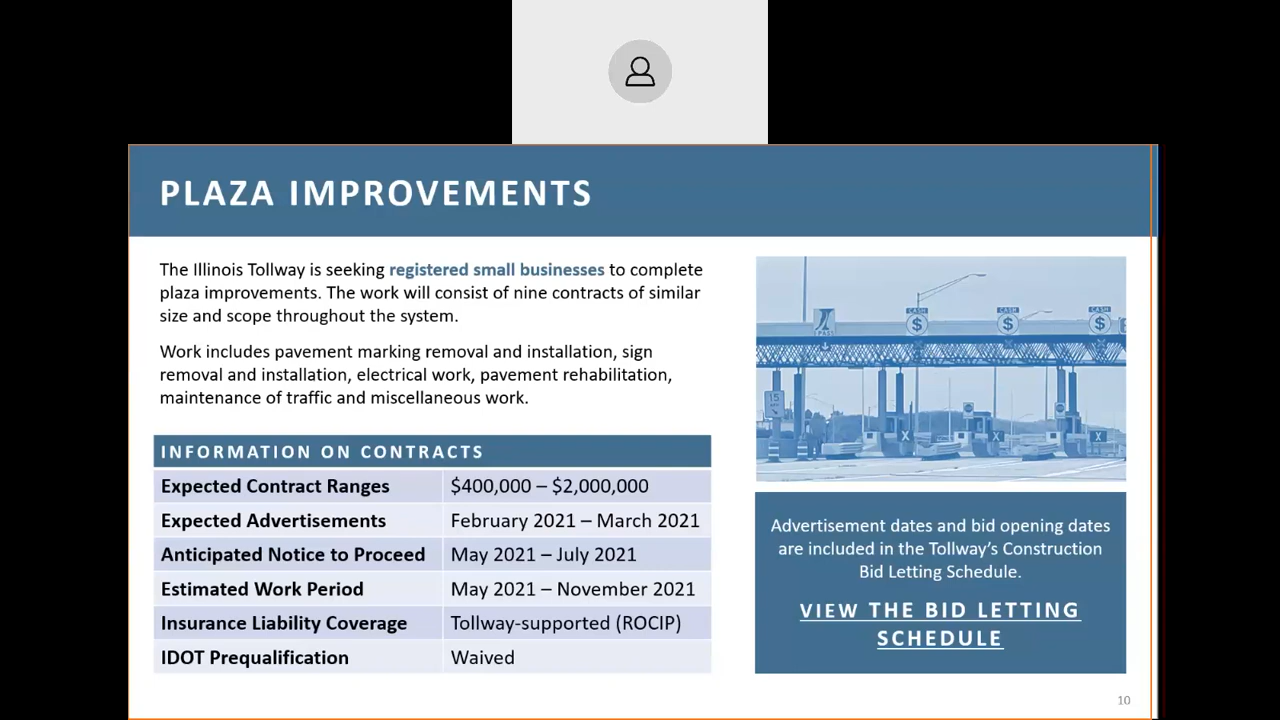 PLAZA IMPROVEMENTS
The Illinois Tollway is seeking registered small businesses to complete
plaza improvements. The work will consist of nine contracts of similar
size and scope throughout the system.
Work includes pavement marking removal and installation, sign
removal and installation, electrical work, pavement rehabilitation,
maintenance of traffic and miscellaneous work.
INFORMATION ON CONTRACTS
Expected Contract Ranges $400,000 – $2,000,000
Expected Advertisements February 2021 – March 2021
Anticipated Notice to Proceed May 2021 – July 2021
Estimated Work Period May 2021 – November 2021
Insurance Liability Coverage Tollway-supported (ROCIP)
IDOT Prequalification Waived
CASH CASH CASH
$ $ $
15
X X X
Advertisement dates and bid opening dates
are included in the Tollway’s Construction
Bid Letting Schedule.
VIEW THE BID LETTING
SCHEDULE
10